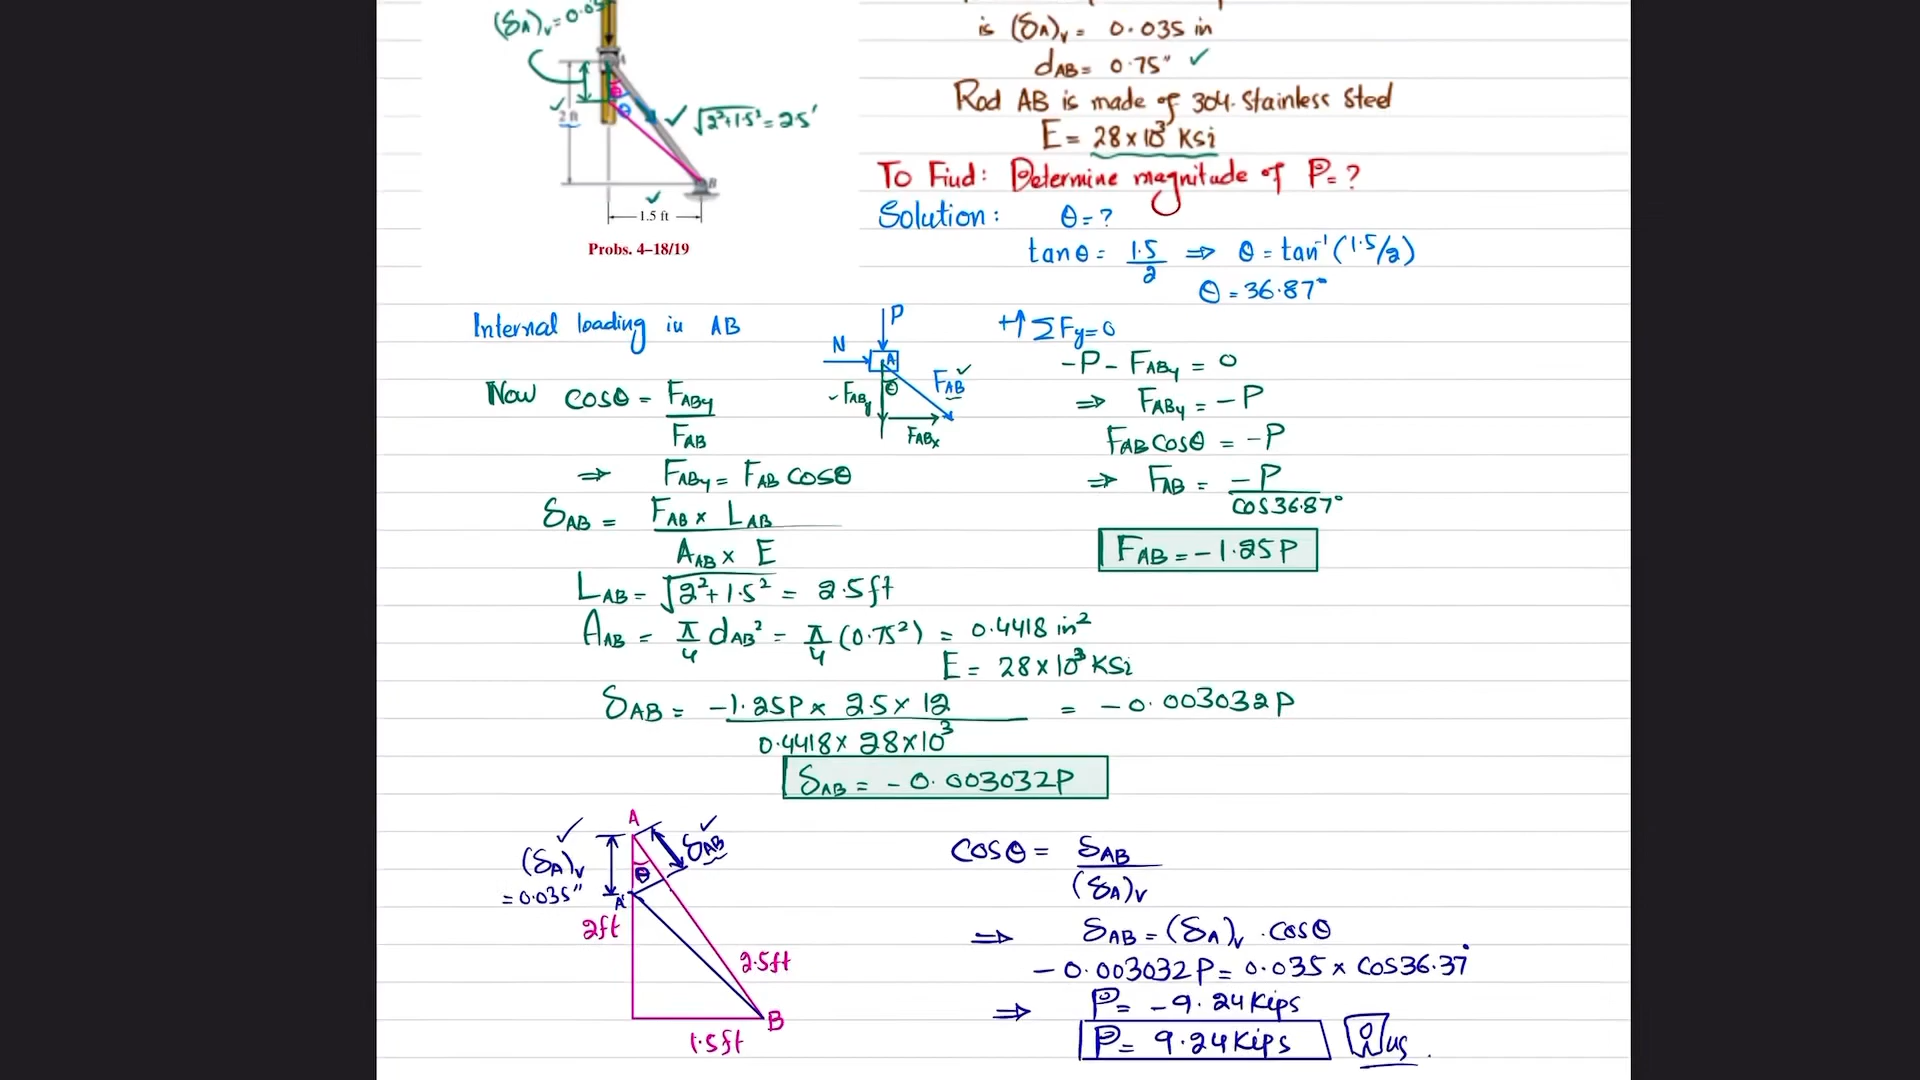 (δA)v = 0.03
is (δA)v = 0.035 in
dAB = 0.75" ✓
Rod AB is made of 304. Stainless Steel
E = 28×10³ Ksi
A
✓
2 ft
θ
θ
✓ √2²+1.5² = 2.5'
B
✓
1.5 ft
Probs. 4–18/19
To Find: Determine magnitude of P = ?
Solution: θ = ?
tanθ = 1.5/2 ⇒ θ = tan⁻¹(1.5/2)
θ = 36.87°
Internal loading in AB
P
N
A
FAB ✓
- FABy
θ
FABx
+↑ ΣFy = 0
-P - FABy = 0
⇒ FABy = -P
FAB cosθ = -P
⇒ FAB = -P/cos36.87°
FAB = -1.25P
Now cosθ = FABy/FAB
⇒ FABy = FAB cosθ
δAB = FAB × LAB/AAB × E
LAB = √2²+1.5² = 2.5ft
AAB = π/4 dAB² = π/4 (0.75²) = 0.4418 in²
E = 28×10³ KSi
δAB = -1.25P × 2.5 × 12/0.4418 × 28×10³ = -0.003032P
δAB = -0.003032P
A
✓
(δA)v
= 0.035"
✓
δAB
θ
A'
2ft
2.5ft
B
1.5ft
cosθ = δAB/(δA)v
⇒ δAB = (δA)v . cosθ
-0.003032P = 0.035 × cos36.37°
⇒ P = -9.24Kips
P = 9.24Kips